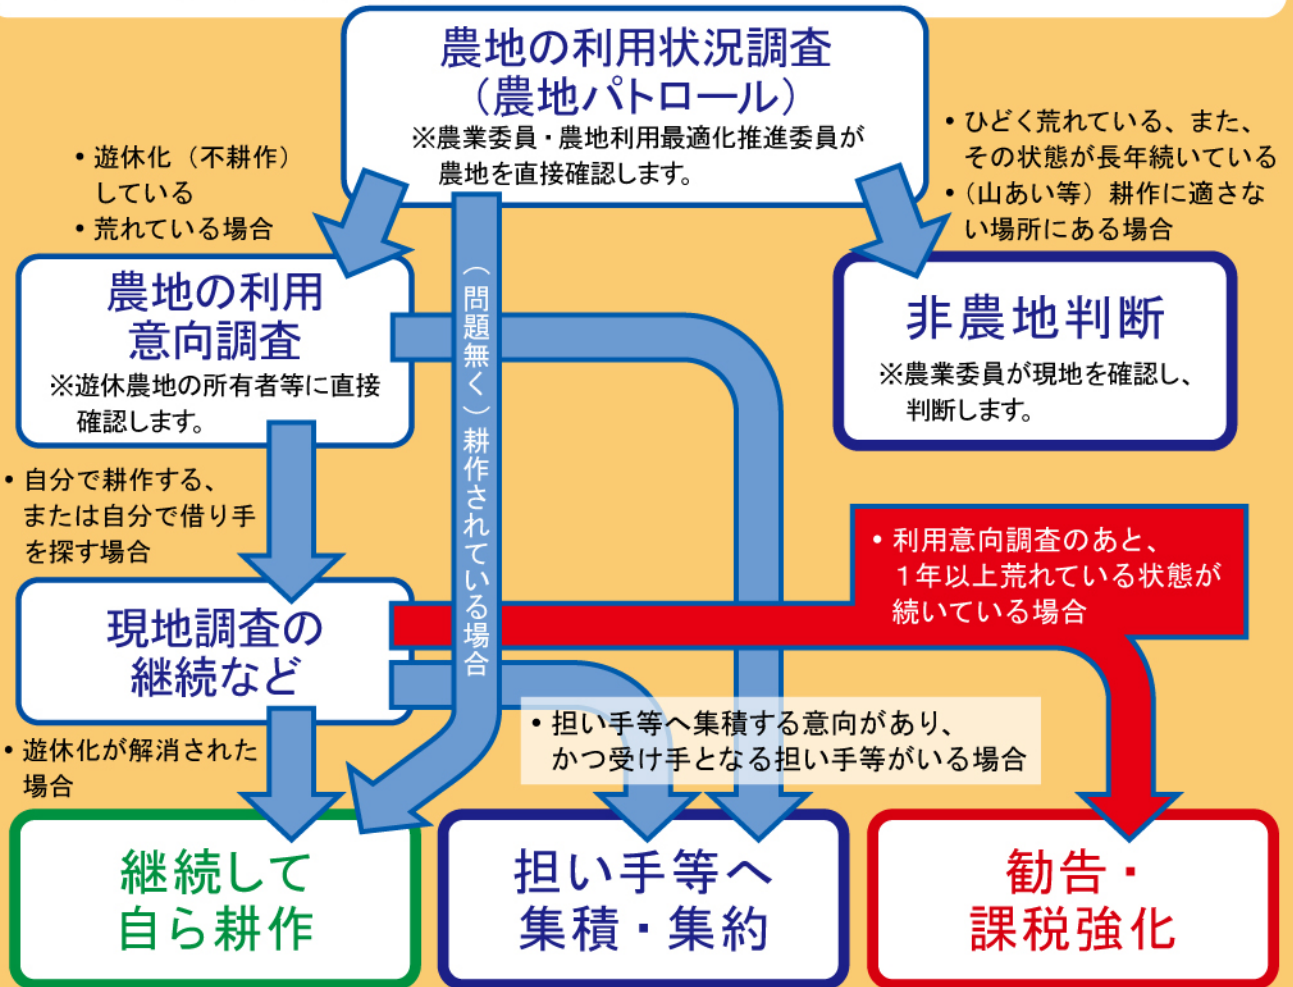 農地の利用状況調査
（農地パトロール）
※農業委員・農地利用最適化推進委員が
農地を直接確認します。
• 遊休化（不耕作）
している
• 荒れている場合
• ひどく荒れている、また、
その状態が長年続いている
• （山あい等）耕作に適さな
い場所にある場合
農地の利用
意向調査
※遊休農地の所有者等に直接
確認します。
（問題無く）耕作されている場合
非農地判断
※農業委員が現地を確認し、
判断します。
• 自分で耕作する、
または自分で借り手
を探す場合
• 利用意向調査のあと、
１年以上荒れている状態が
続いている場合
現地調査の
継続など
• 担い手等へ集積する意向があり、
かつ受け手となる担い手等がいる場合
• 遊休化が解消された
場合
継続して
自ら耕作
担い手等へ
集積・集約
勧告・
課税強化